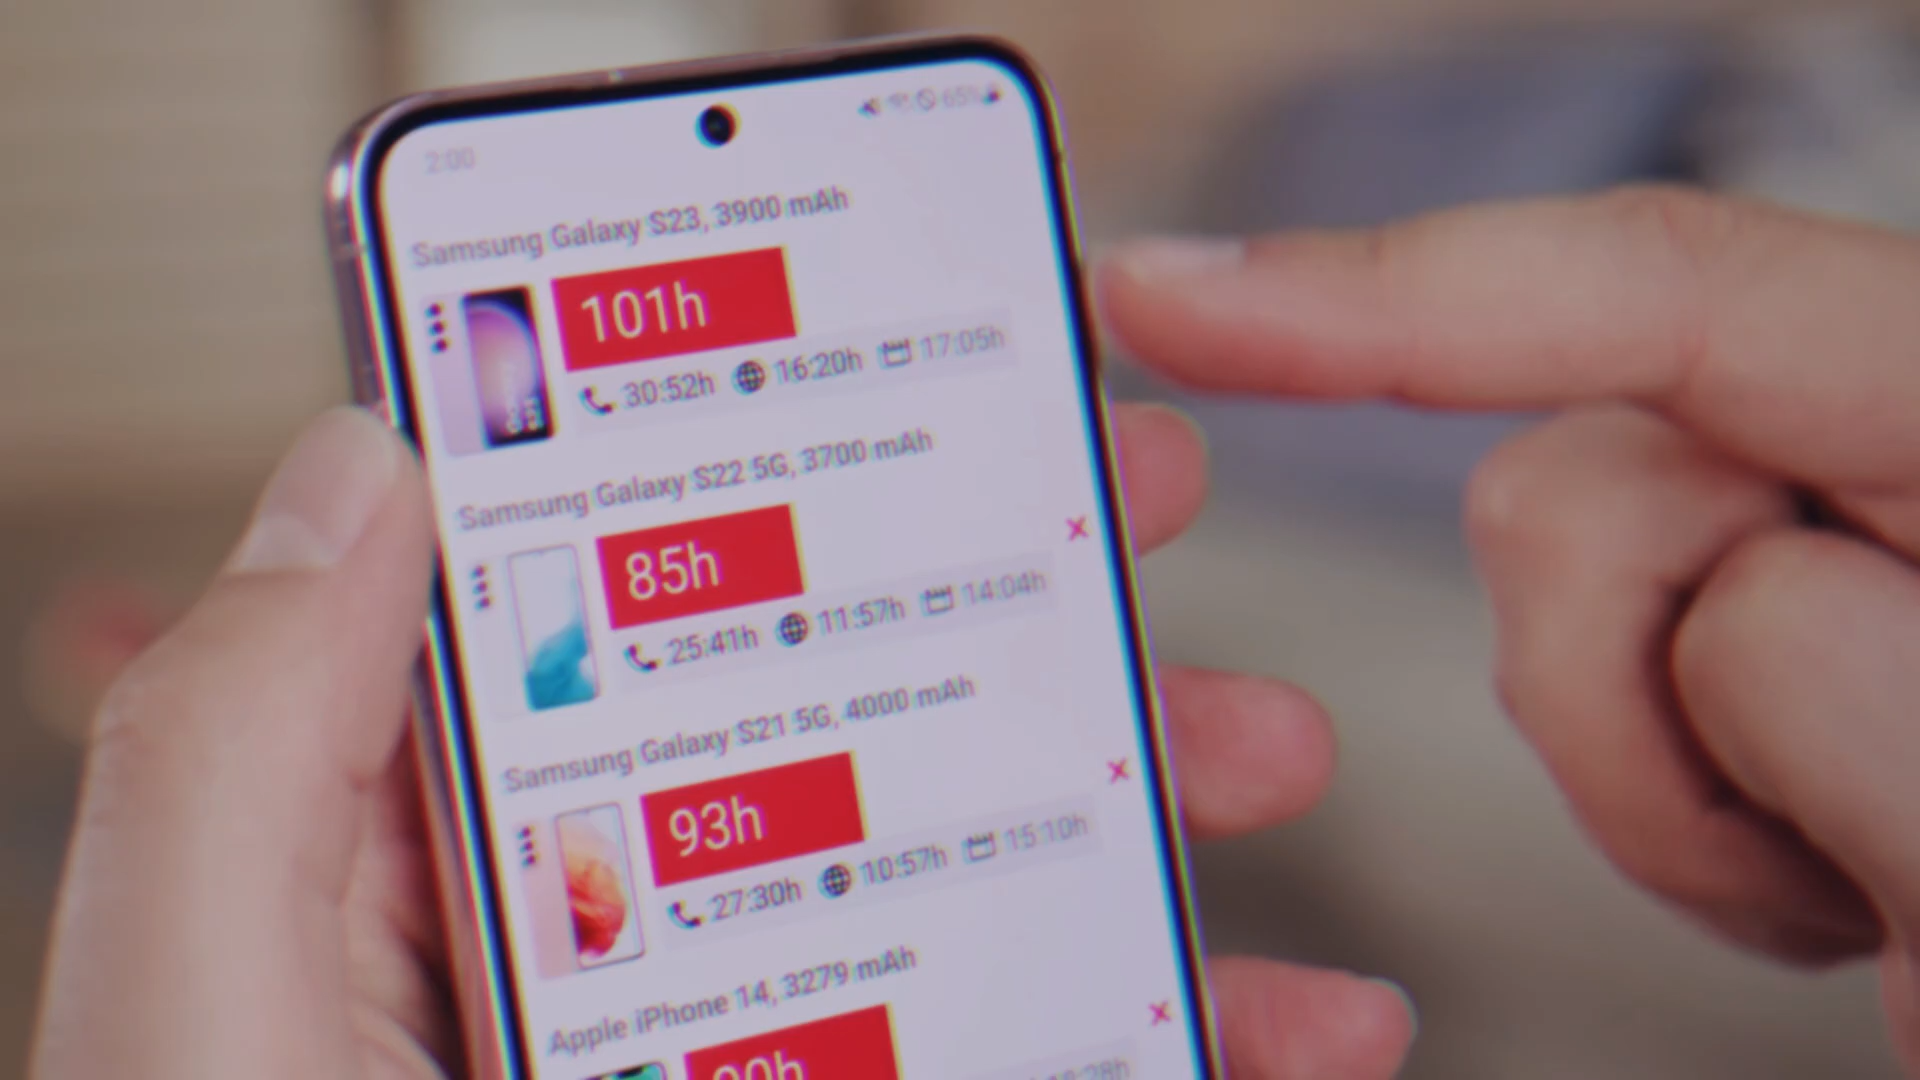 2:00
65%
Samsung Galaxy S23, 3900 mAh
101h
30:52h 16:20h 17:05h
Samsung Galaxy S22 5G, 3700 mAh
85h
25:41h 11:57h 14:04h
Samsung Galaxy S21 5G, 4000 mAh
93h
27:30h 10:57h 15:10h
Apple iPhone 14, 3279 mAh
90h